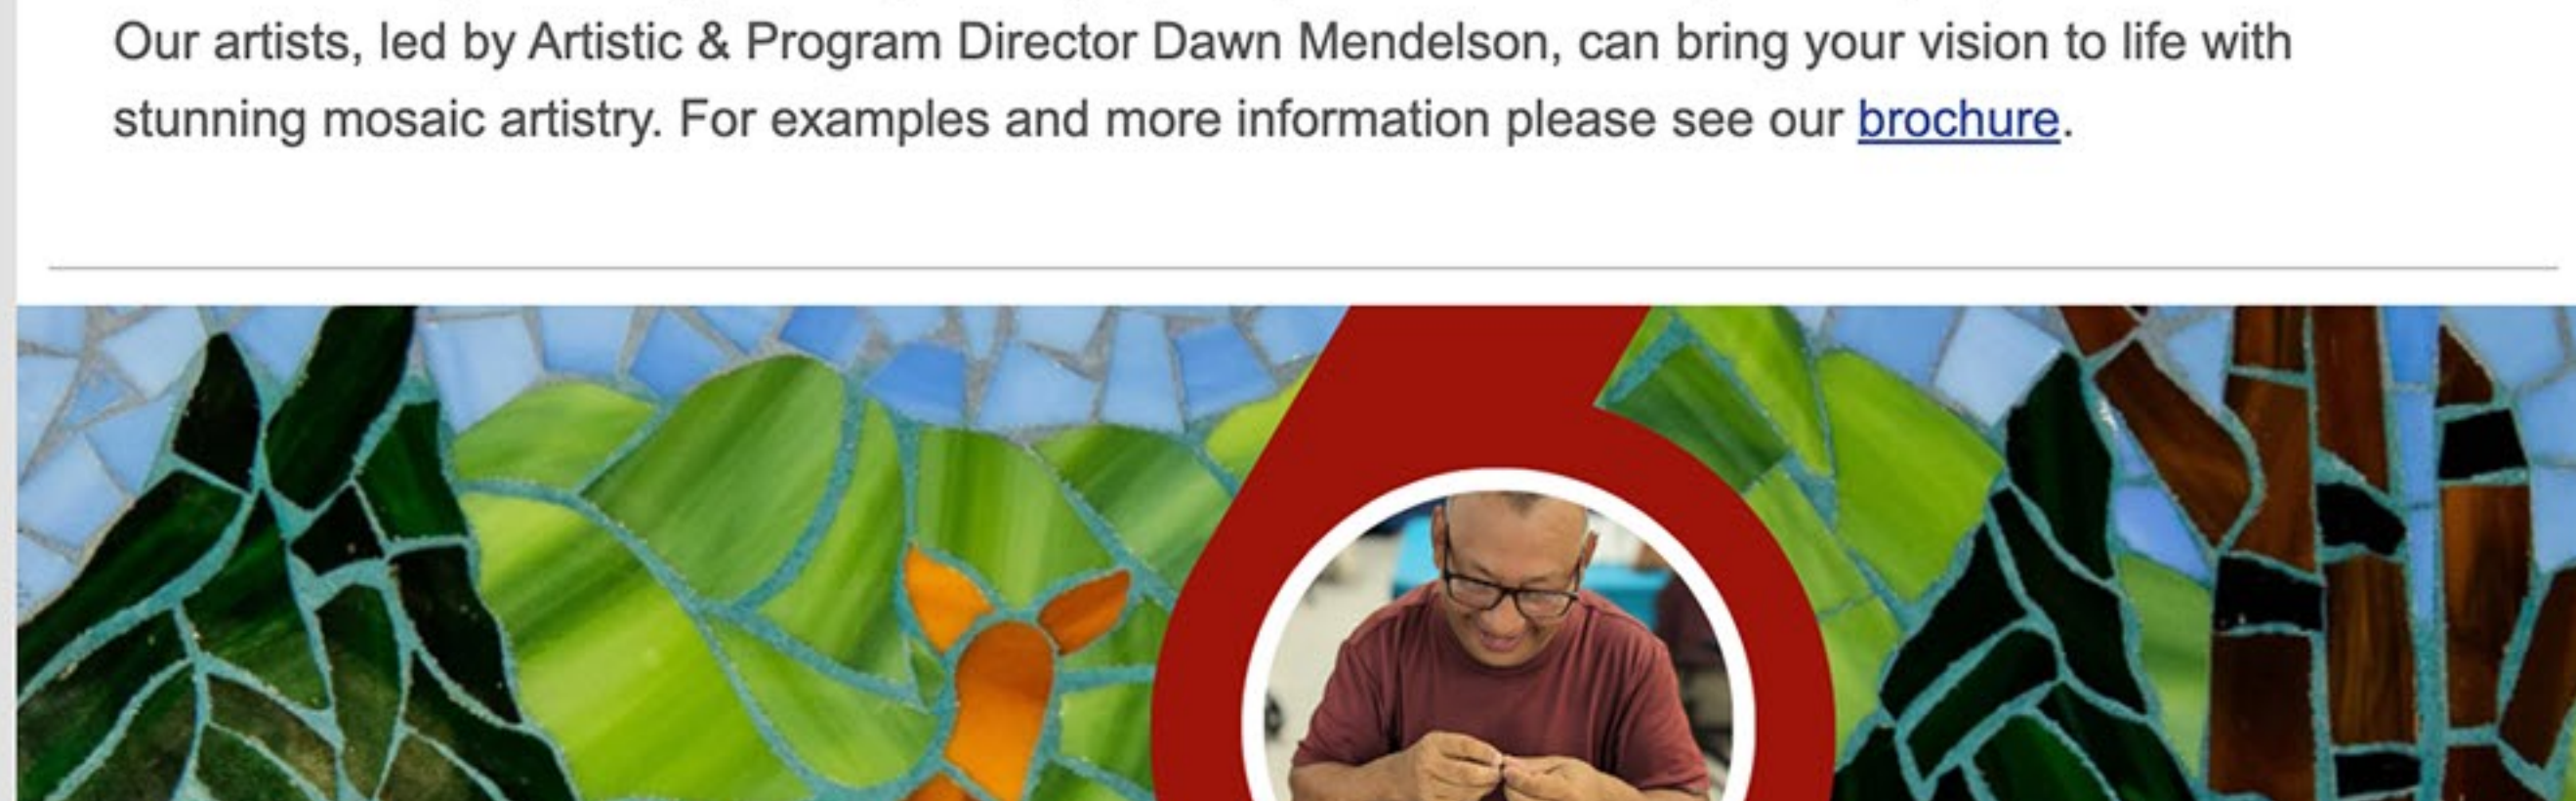 Our artists, led by Artistic & Program Director Dawn Mendelson, can bring your vision to life with
stunning mosaic artistry. For examples and more information please see our brochure.